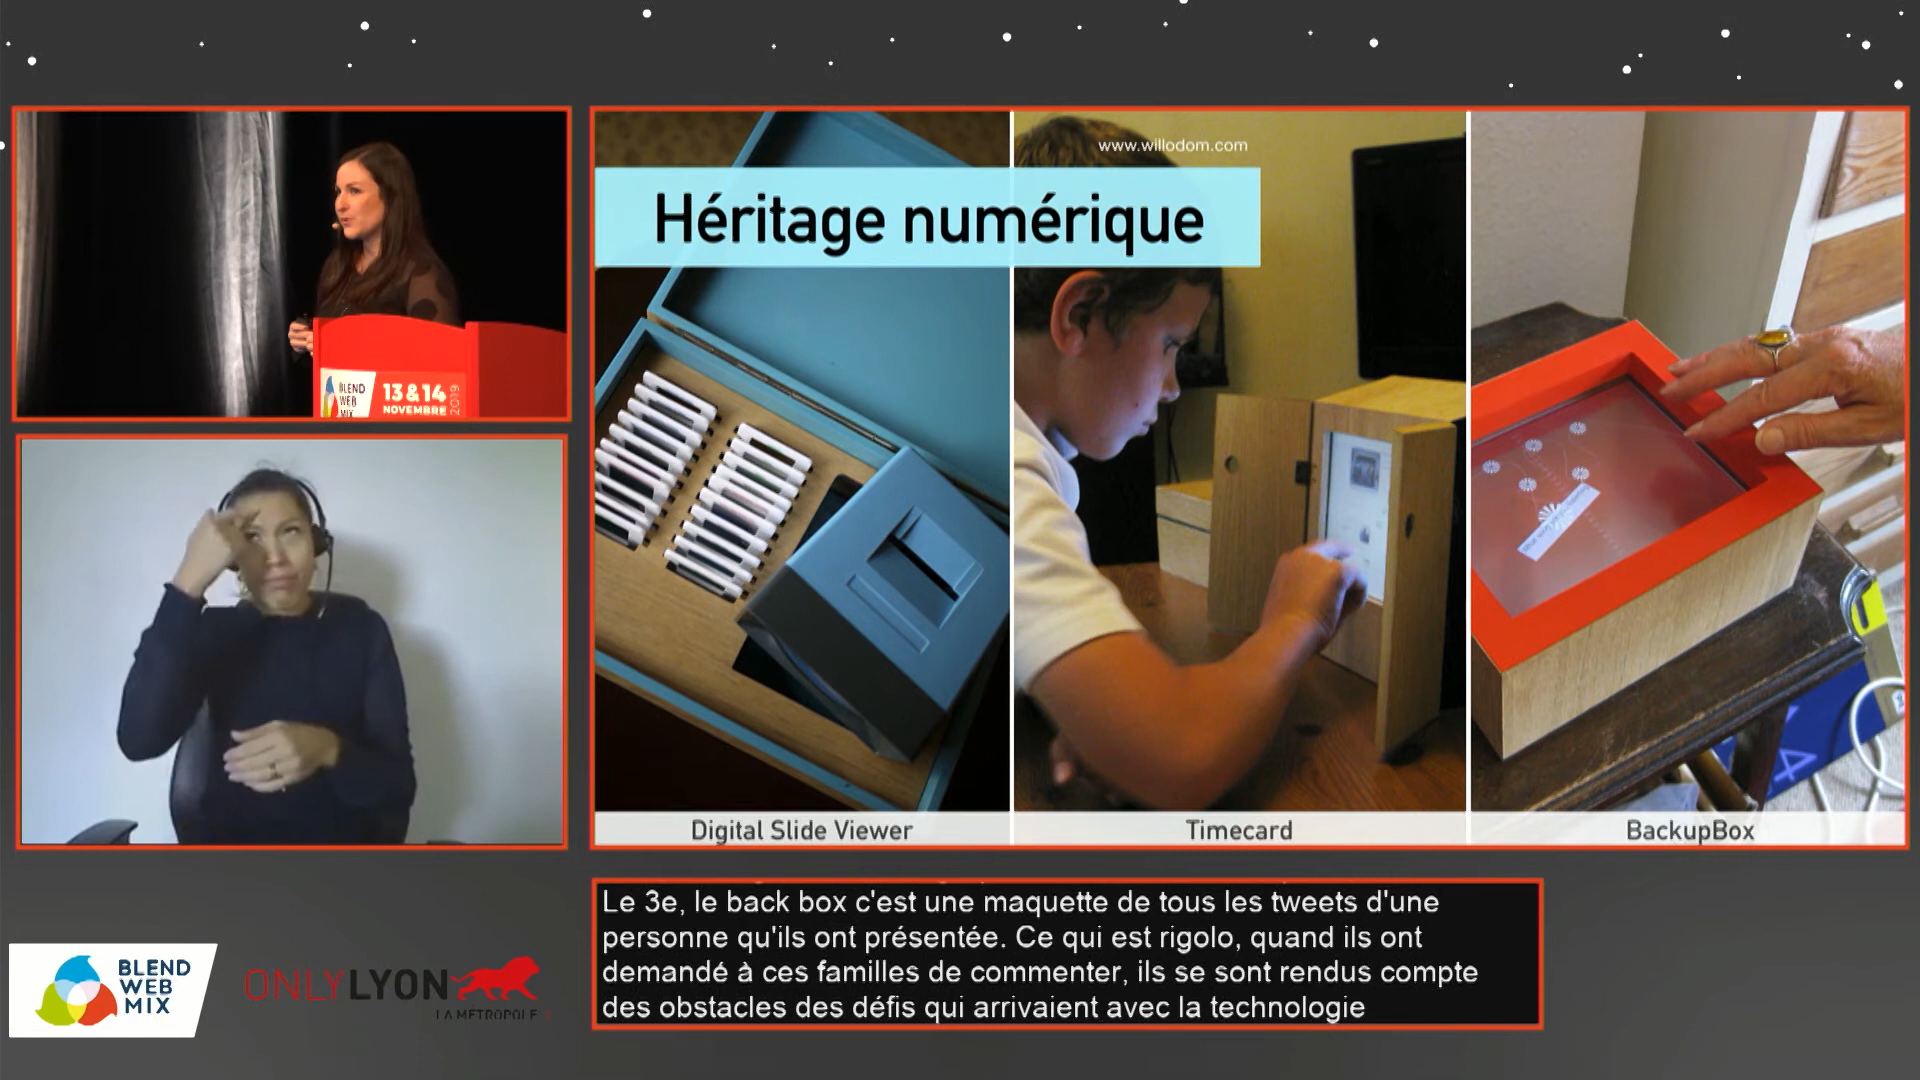 www.willodom.com
Héritage numérique
BLEND
WEB
MIX
13 & 14
NOVEMBRE
2019
Digital Slide Viewer
Timecard
BackupBox
Le 3e, le back box c'est une maquette de tous les tweets d'une
personne qu'ils ont présentée. Ce qui est rigolo, quand ils ont
demandé à ces familles de commenter, ils se sont rendus compte
des obstacles des défis qui arrivaient avec la technologie
BLEND
WEB
MIX
ONLYLYON
LA MÉTROPOLE